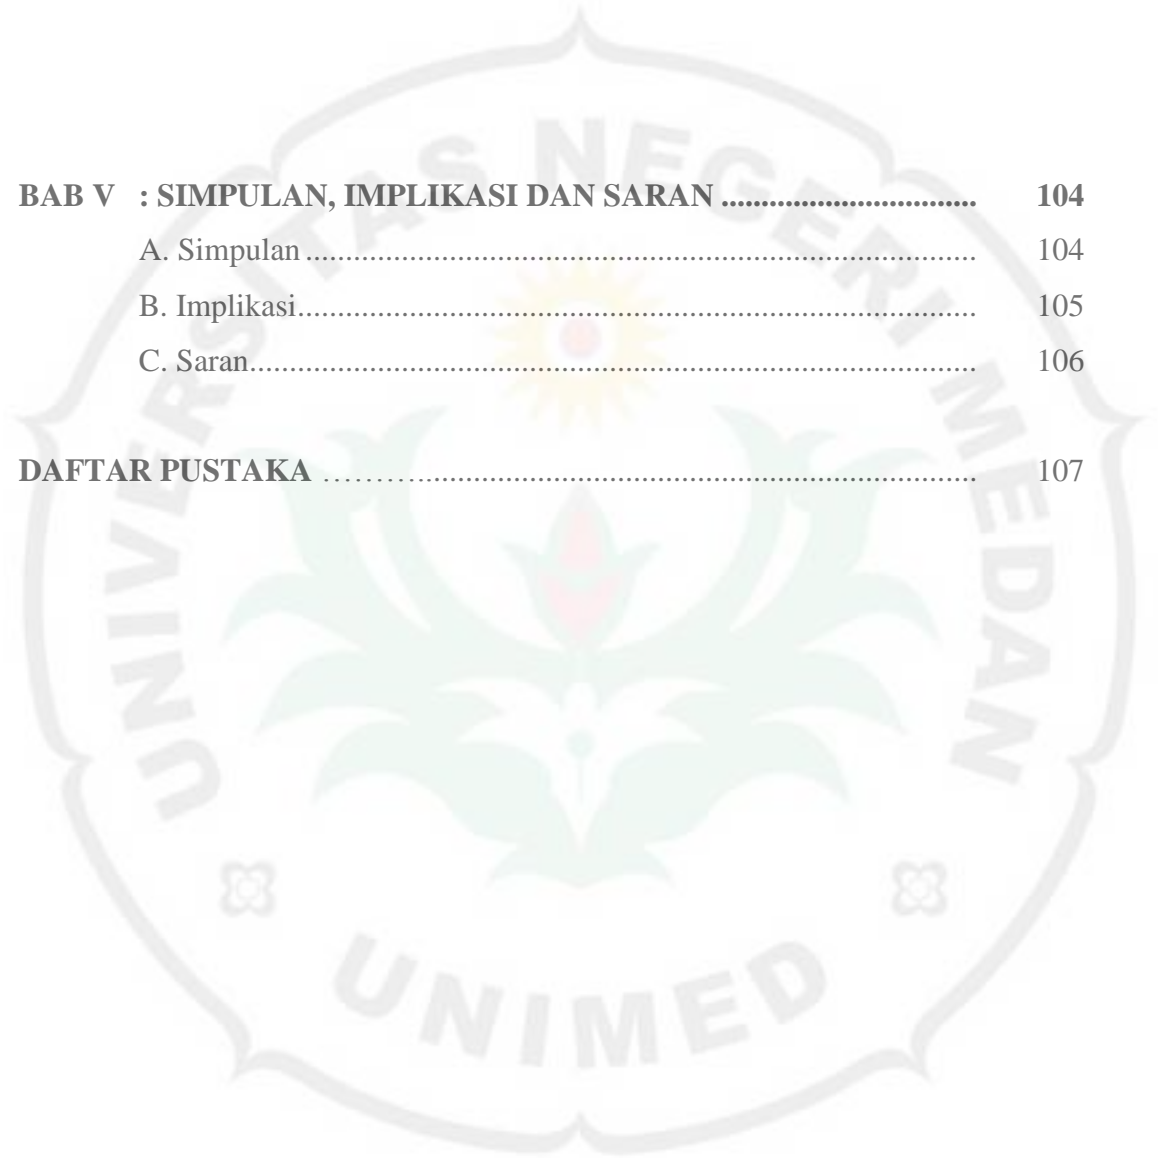 UNIVERSITAS NEGERI MEDAN
BAB V : SIMPULAN, IMPLIKASI DAN SARAN ................................ 104
A. Simpulan ..................................................................................... 104
B. Implikasi...................................................................................... 105
C. Saran............................................................................................ 106
DAFTAR PUSTAKA ……….......................................................................... 107
UNIMED